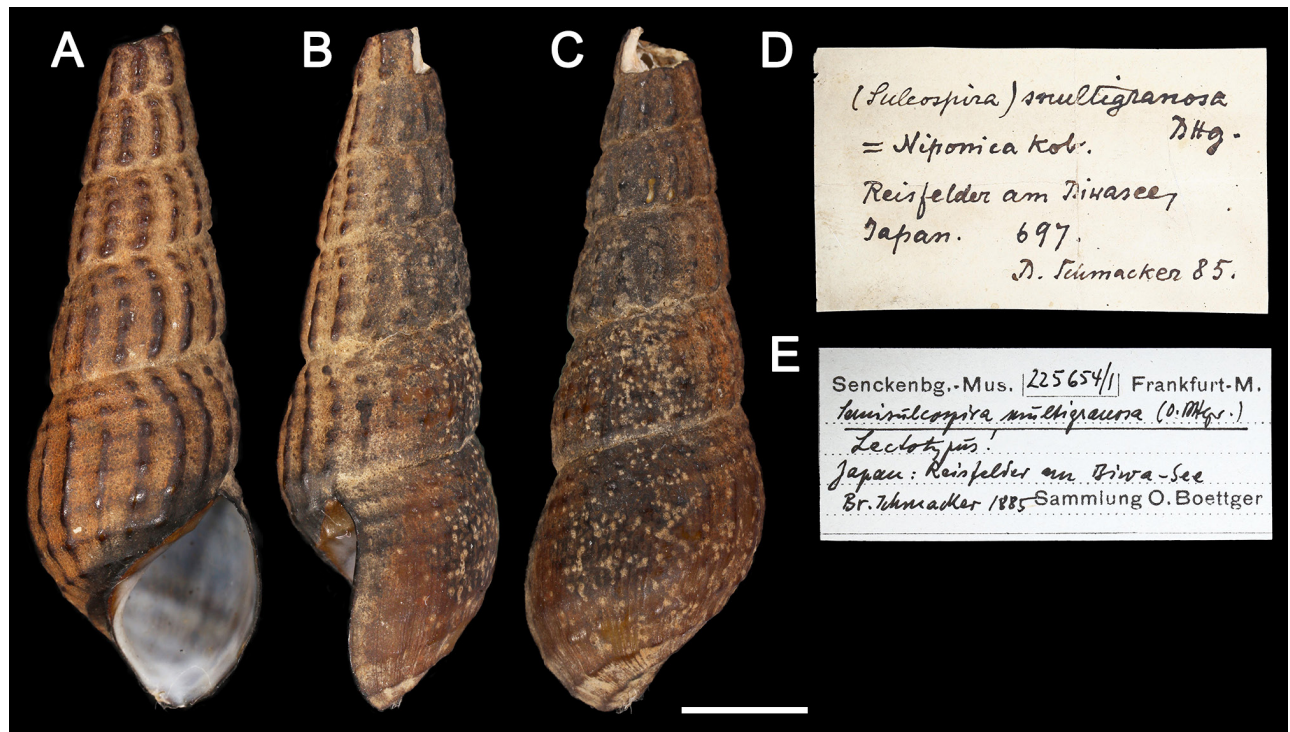 A
B
C
D
(Sulcospira) multigranosa
Bttg.
= Niponica Kob.
Reisfelder am Biwasee,
Japan. 697.
B. Schmacker 85.
E
Senckenbg.-Mus. 225654/1 Frankfurt-M.
Semisulcospira multigranosa (O. Bttgr.)
Lectotypus!
Japan: Reisfelder am Biwa-See
Br. Schmacker 1885 Sammlung O. Boettger